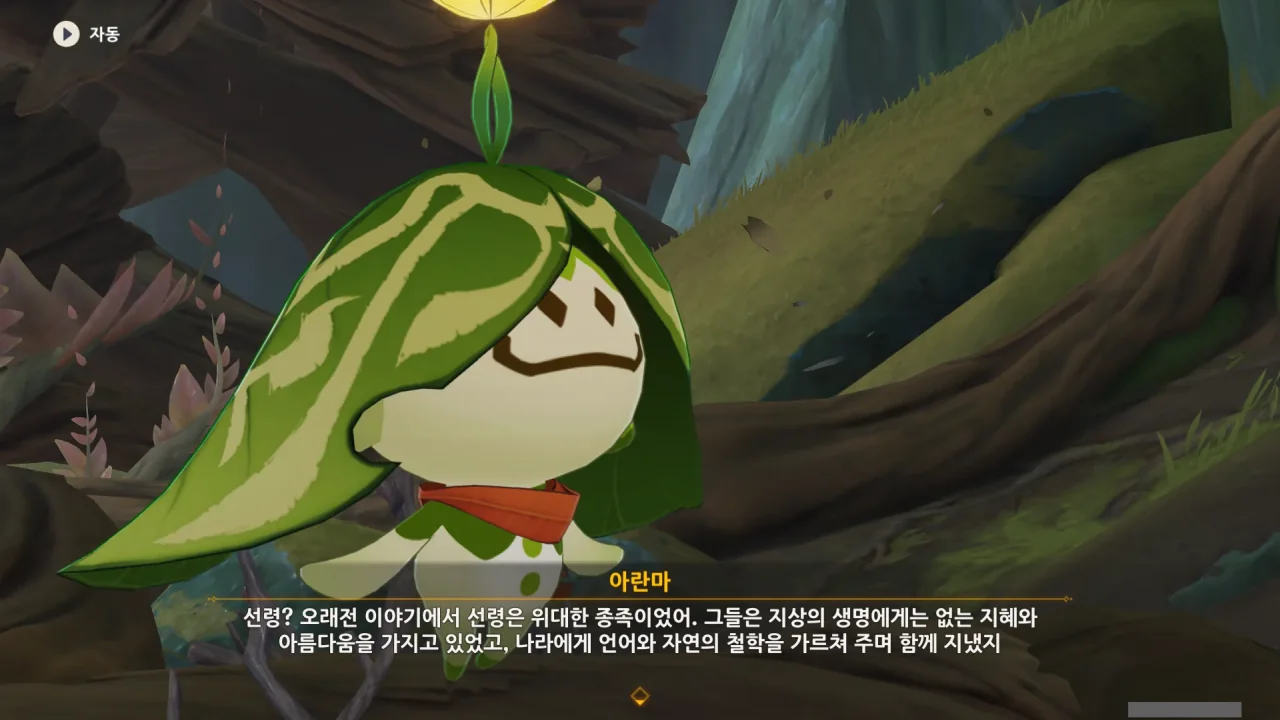 자동
아란마
선령? 오래전 이야기에서 선령은 위대한 종족이었어. 그들은 지상의 생명에게는 없는 지혜와
아름다움을 가지고 있었고, 나라에게 언어와 자연의 철학을 가르쳐 주며 함께 지냈지